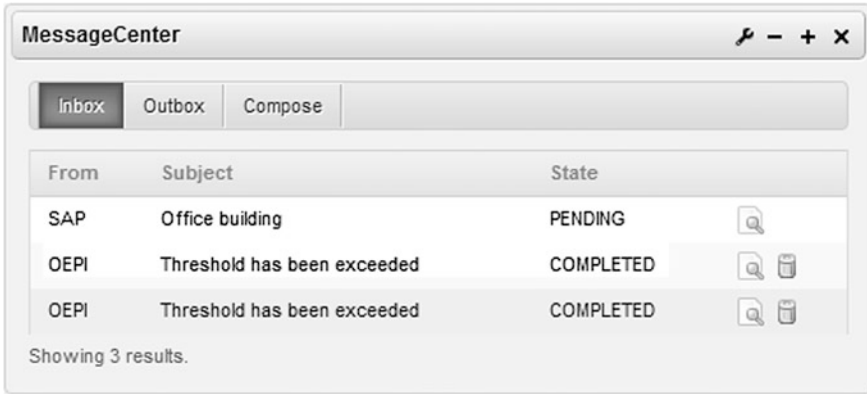 MessageCenter
Inbox Outbox Compose
From Subject State
SAP Office building PENDING
OEPI Threshold has been exceeded COMPLETED
OEPI Threshold has been exceeded COMPLETED
Showing 3 results.